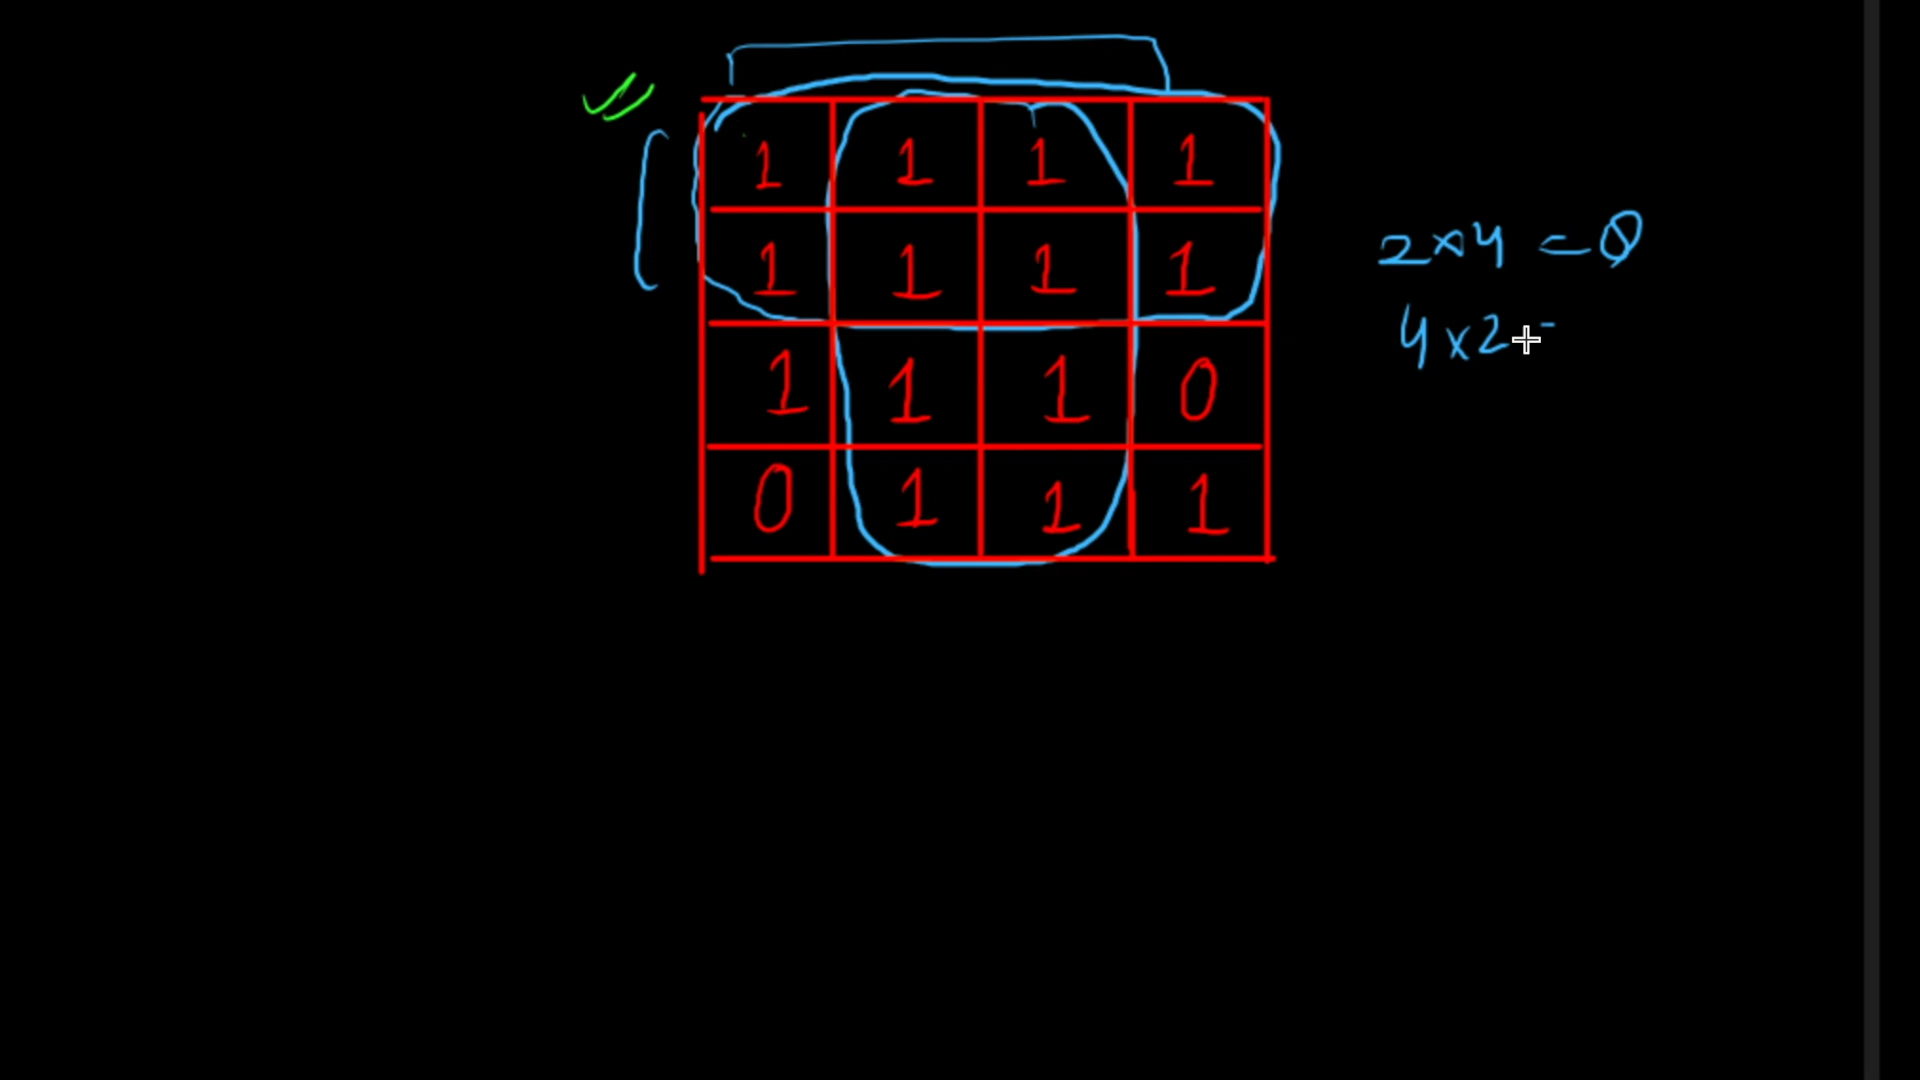 1 1 1 1
1 1 1 1
1 1 1 0
0 1 1 1
2×4 = 8
4×2 =